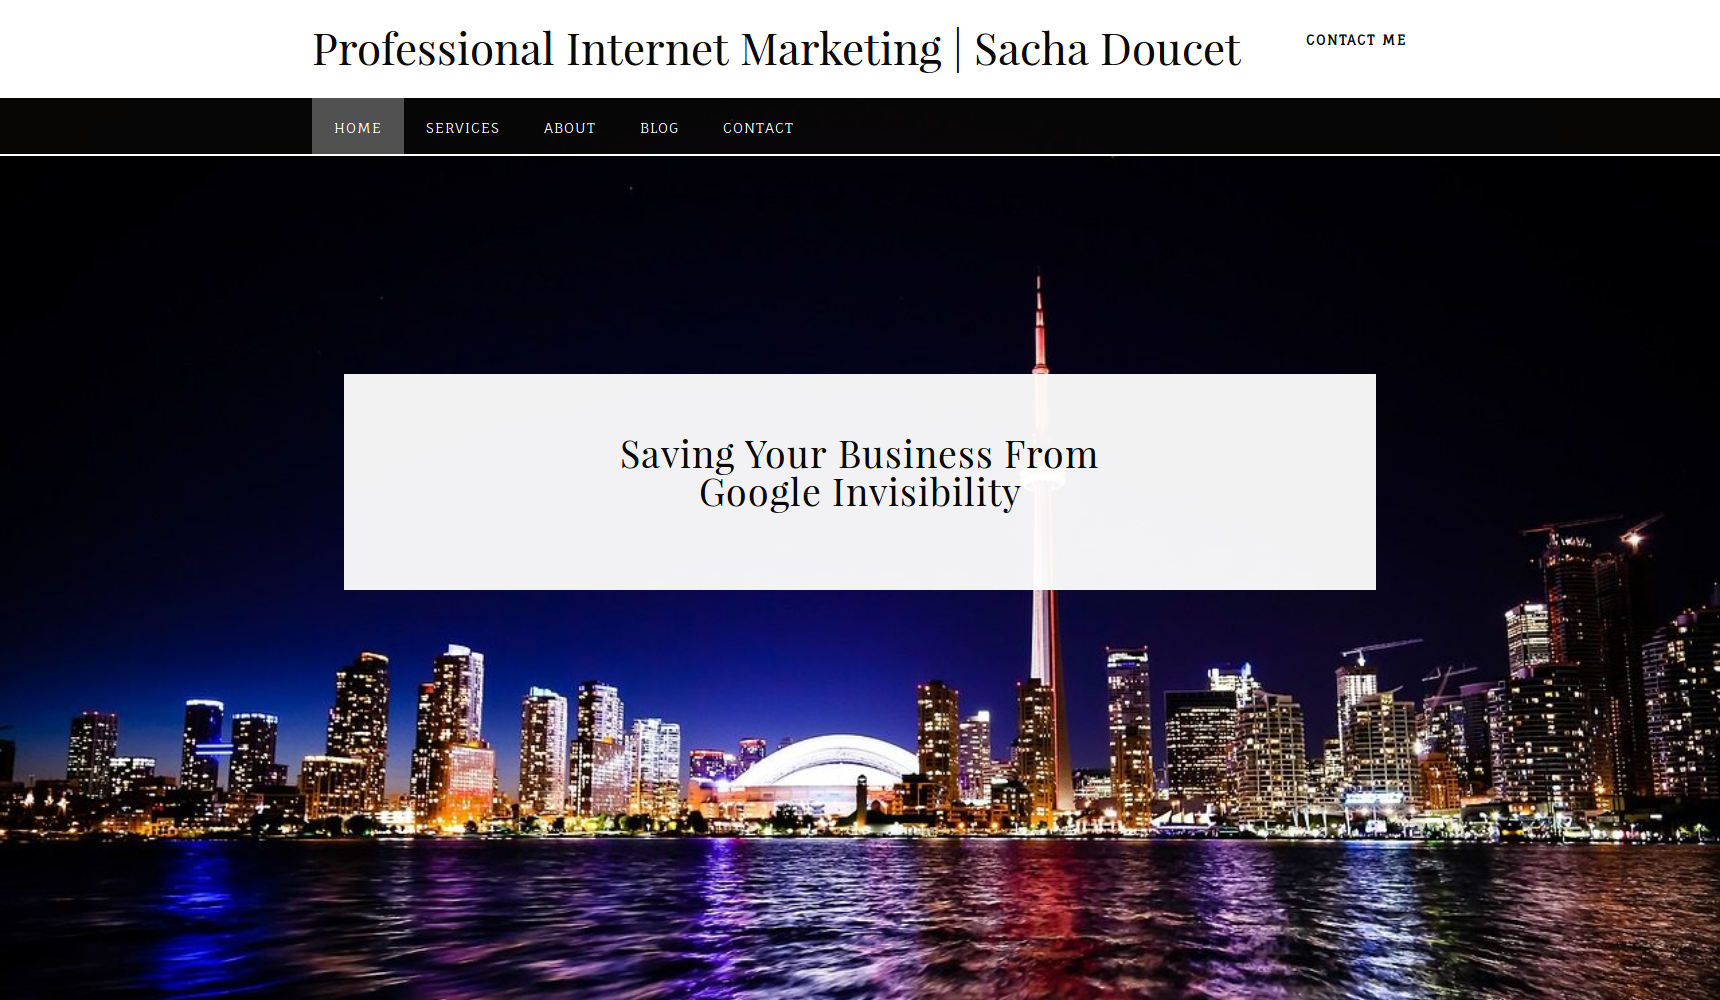 Professional Internet Marketing | Sacha Doucet
CONTACT ME
HOME SERVICES ABOUT BLOG CONTACT
Saving Your Business From
Google Invisibility